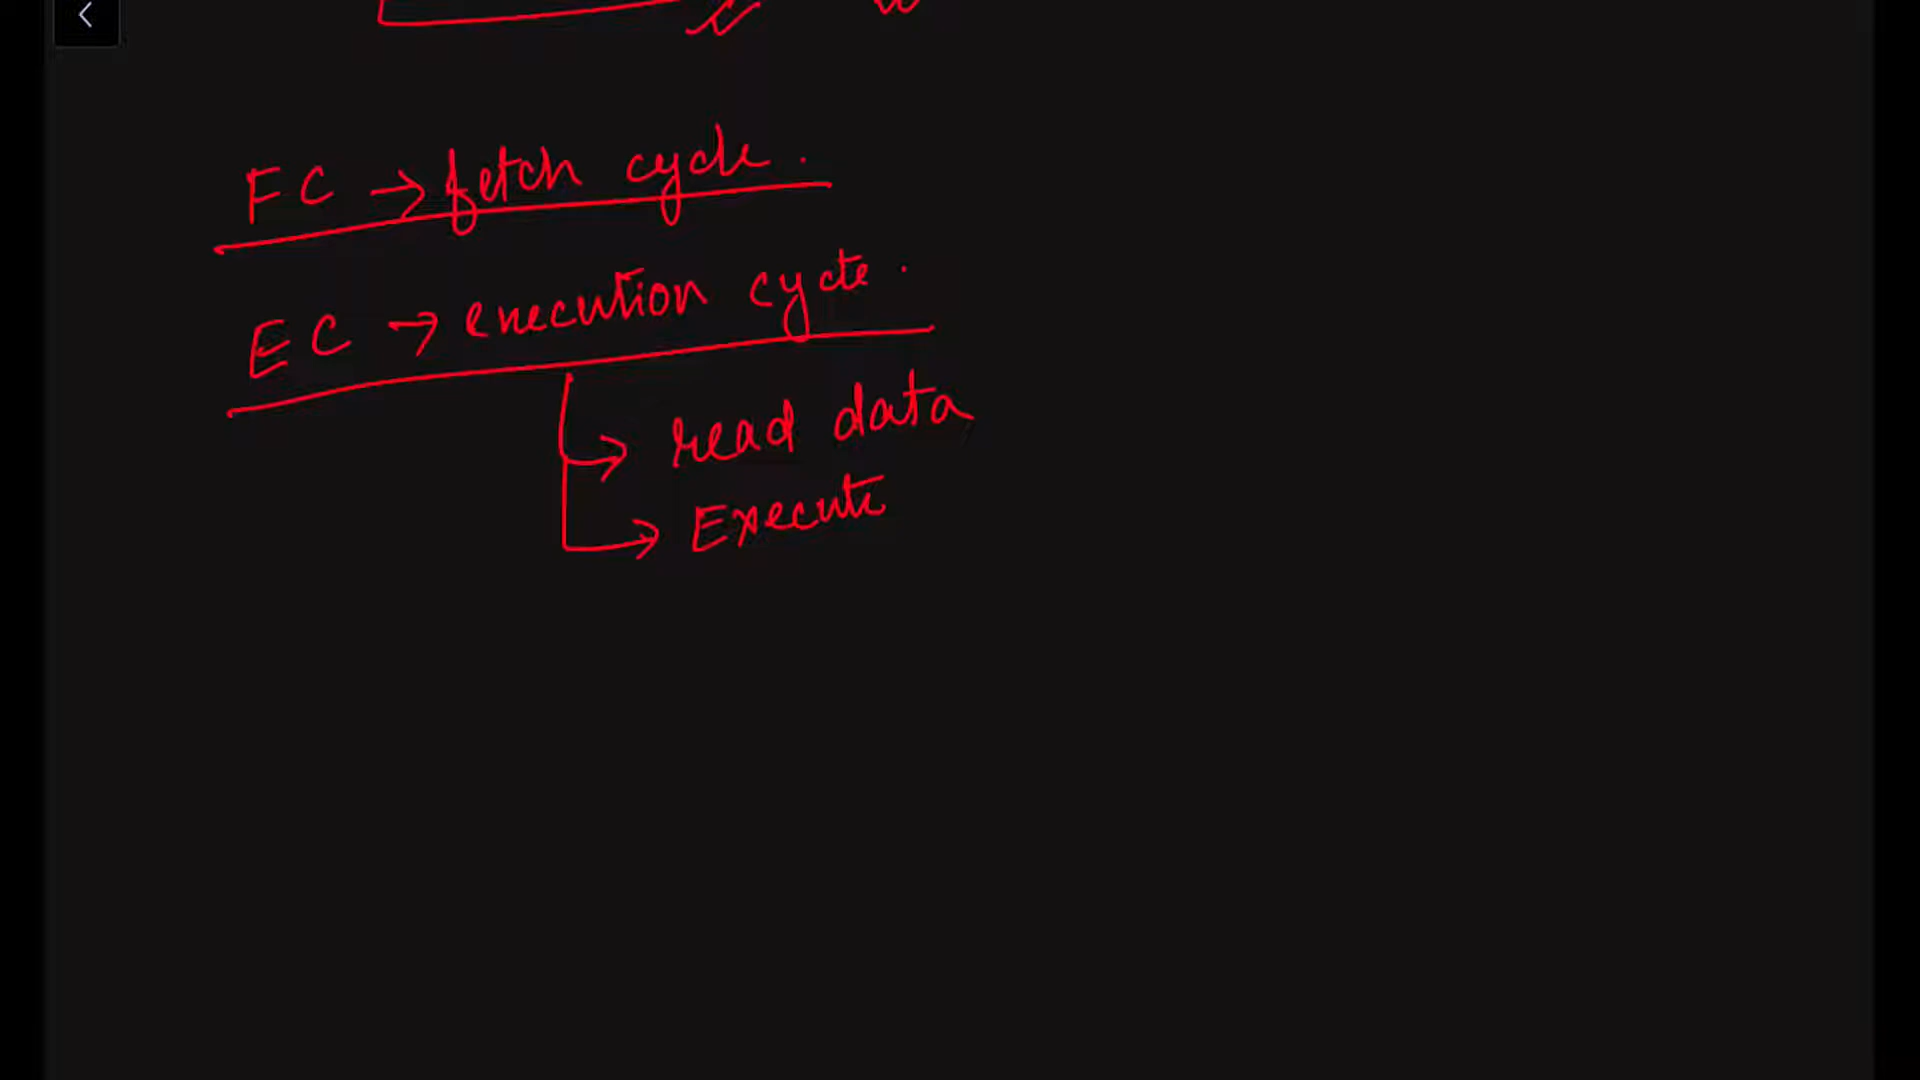 FC → fetch cycle.
EC → execution cycle.
→ read data
→ Execute